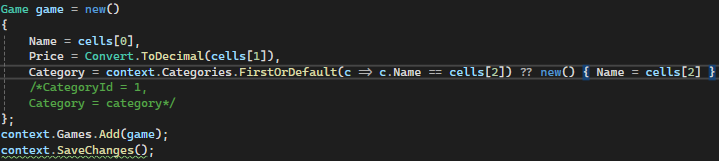 Game game = new()
{
Name = cells[0],
Price = Convert.ToDecimal(cells[1]),
Category = context.Categories.FirstOrDefault(c => c.Name == cells[2]) ?? new() { Name = cells[2] }
/*CategoryId = 1,
Category = category*/
};
context.Games.Add(game);
context.SaveChanges();